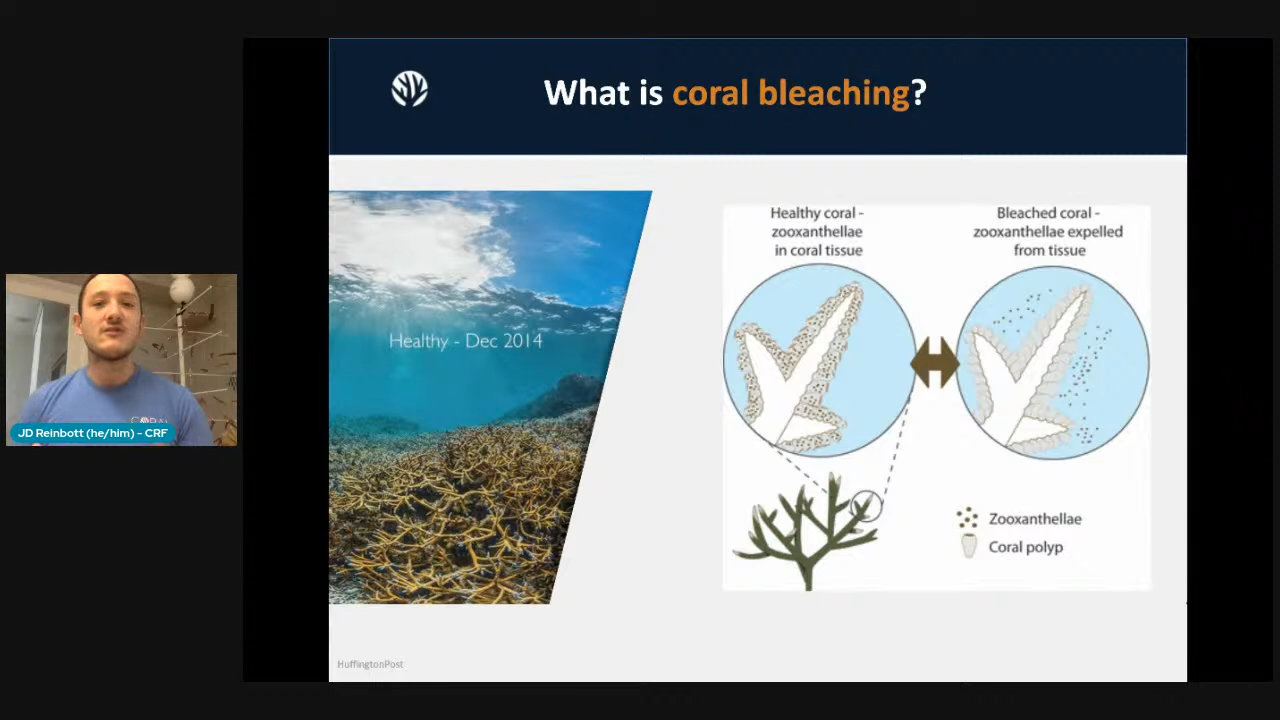 What is coral bleaching?
Healthy - Dec 2014
Healthy coral -
zooxanthellae
in coral tissue
Bleached coral -
zooxanthellae expelled
from tissue
Zooxanthellae
Coral polyp
HuffingtonPost
CORAL
JD Reinbott (he/him) - CRF